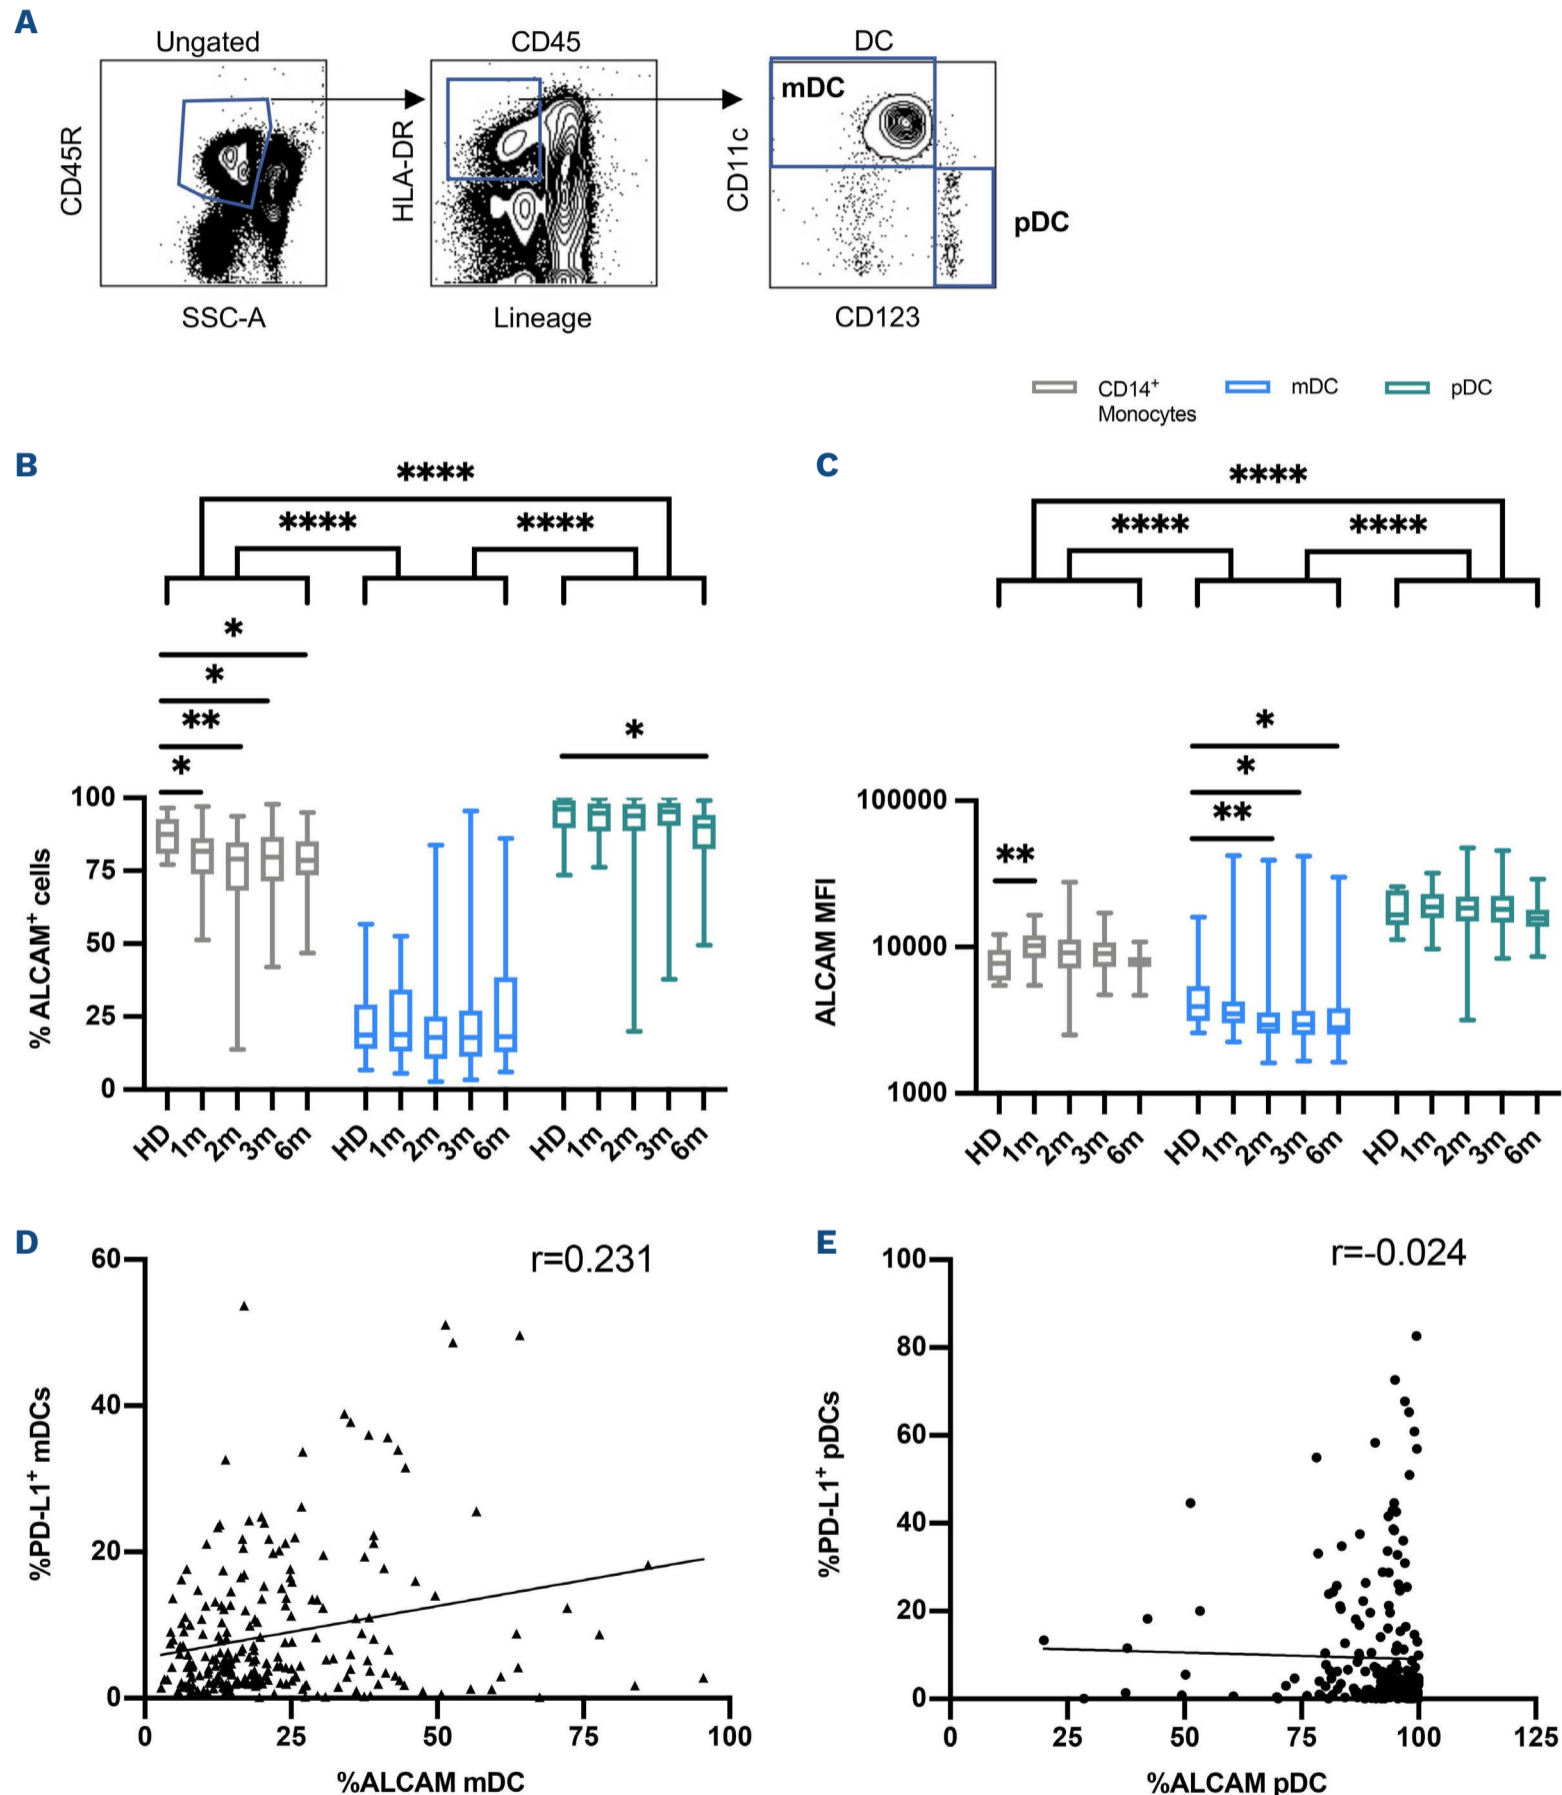 A
Ungated
CD45
DC
CD45R
HLA-DR
CD11c
mDC
pDC
SSC-A
Lineage
CD123
CD14+
Monocytes
mDC
pDC
B
****
****
****
*
*
**
*
*
% ALCAM+ cells
100
75
50
25
0
HD 1m 2m 3m 6m HD 1m 2m 3m 6m HD 1m 2m 3m 6m
C
****
****
****
*
*
**
**
ALCAM MFI
100000
10000
1000
HD 1m 2m 3m 6m HD 1m 2m 3m 6m HD 1m 2m 3m 6m
D
r=0.231
%PD-L1+ mDCs
60
40
20
0
0 25 50 75 100
%ALCAM mDC
E
r=-0.024
%PD-L1+ pDCs
100
80
60
40
20
0
0 25 50 75 100 125
%ALCAM pDC